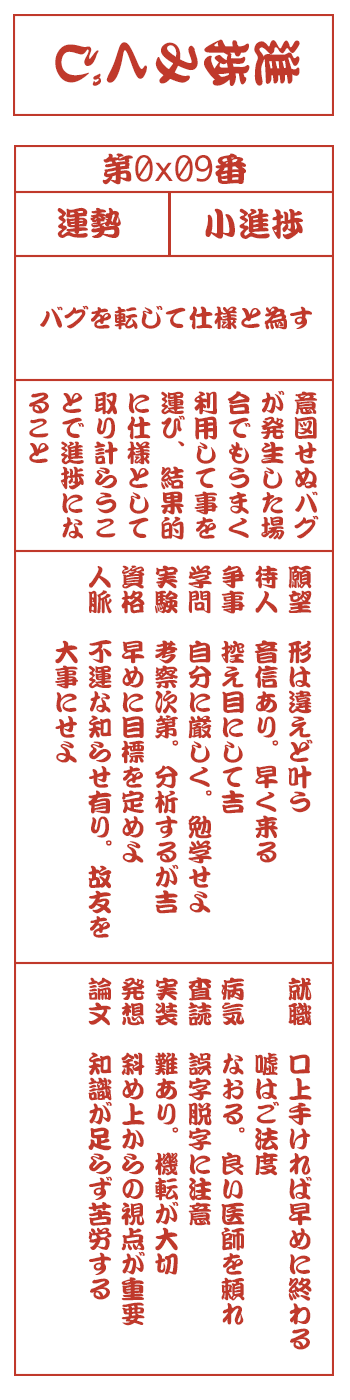 進捗みくじ
第0x09番
運勢
小進捗
バグを転じて仕様と為す
意図せぬバグ
が発生した場
合でもうまく
利用して事を
運び、結果的
に仕様として
取り計らうこ
とで進捗にな
ること
願望 形は違えど叶う
待人 音信あり。早く来る
争事 控え目にして吉
学問 自分に厳しく。勉学せよ
実験 考察次第。分析するが吉
資格 早めに目標を定めよ
人脈 不運な知らせ有り。故友を
大事にせよ
就職 口上手ければ早めに終わる
嘘はご法度
病気 なおる。良い医師を頼れ
査読 誤字脱字に注意
実装 難あり。機転が大切
発想 斜め上からの視点が重要
論文 知識が足らず苦労する